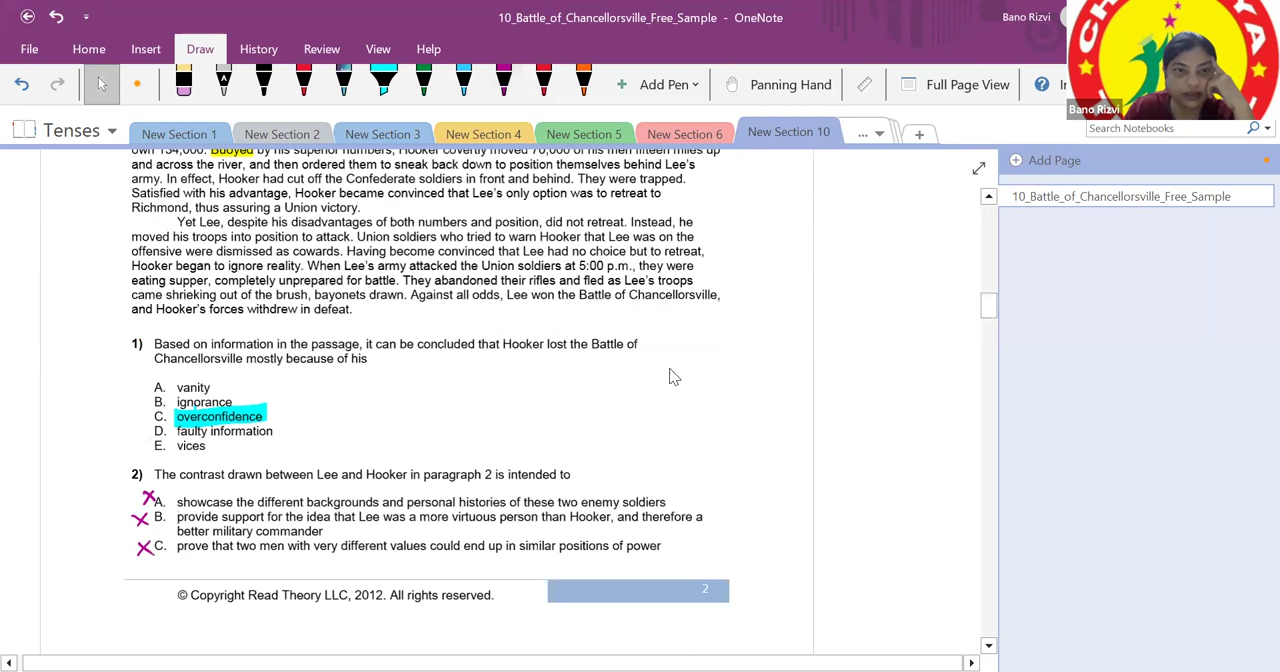 10_Battle_of_Chancellorsville_Free_Sample - OneNote
Bano Rizvi
File Home Insert Draw History Review View Help
Add Pen
Panning Hand
Full Page View
Bano Rizvi
Search Notebooks
Tenses
New Section 1
New Section 2
New Section 3
New Section 4
New Section 5
New Section 6
New Section 10
...
Add Page
10_Battle_of_Chancellorsville_Free_Sample
own 134,000. Buoyed by his superior numbers, Hooker covertly moved 70,000 of his men fifteen miles up
and across the river, and then ordered them to sneak back down to position themselves behind Lee's
army. In effect, Hooker had cut off the Confederate soldiers in front and behind. They were trapped.
Satisfied with his advantage, Hooker became convinced that Lee's only option was to retreat to
Richmond, thus assuring a Union victory.
Yet Lee, despite his disadvantages of both numbers and position, did not retreat. Instead, he
moved his troops into position to attack. Union soldiers who tried to warn Hooker that Lee was on the
offensive were dismissed as cowards. Having become convinced that Lee had no choice but to retreat,
Hooker began to ignore reality. When Lee's army attacked the Union soldiers at 5:00 p.m., they were
eating supper, completely unprepared for battle. They abandoned their rifles and fled as Lee's troops
came shrieking out of the brush, bayonets drawn. Against all odds, Lee won the Battle of Chancellorsville,
and Hooker's forces withdrew in defeat.
1) Based on information in the passage, it can be concluded that Hooker lost the Battle of
Chancellorsville mostly because of his
A. vanity
B. ignorance
C. overconfidence
D. faulty information
E. vices
2) The contrast drawn between Lee and Hooker in paragraph 2 is intended to
A. showcase the different backgrounds and personal histories of these two enemy soldiers
B. provide support for the idea that Lee was a more virtuous person than Hooker, and therefore a
better military commander
C. prove that two men with very different values could end up in similar positions of power
2
© Copyright Read Theory LLC, 2012. All rights reserved.